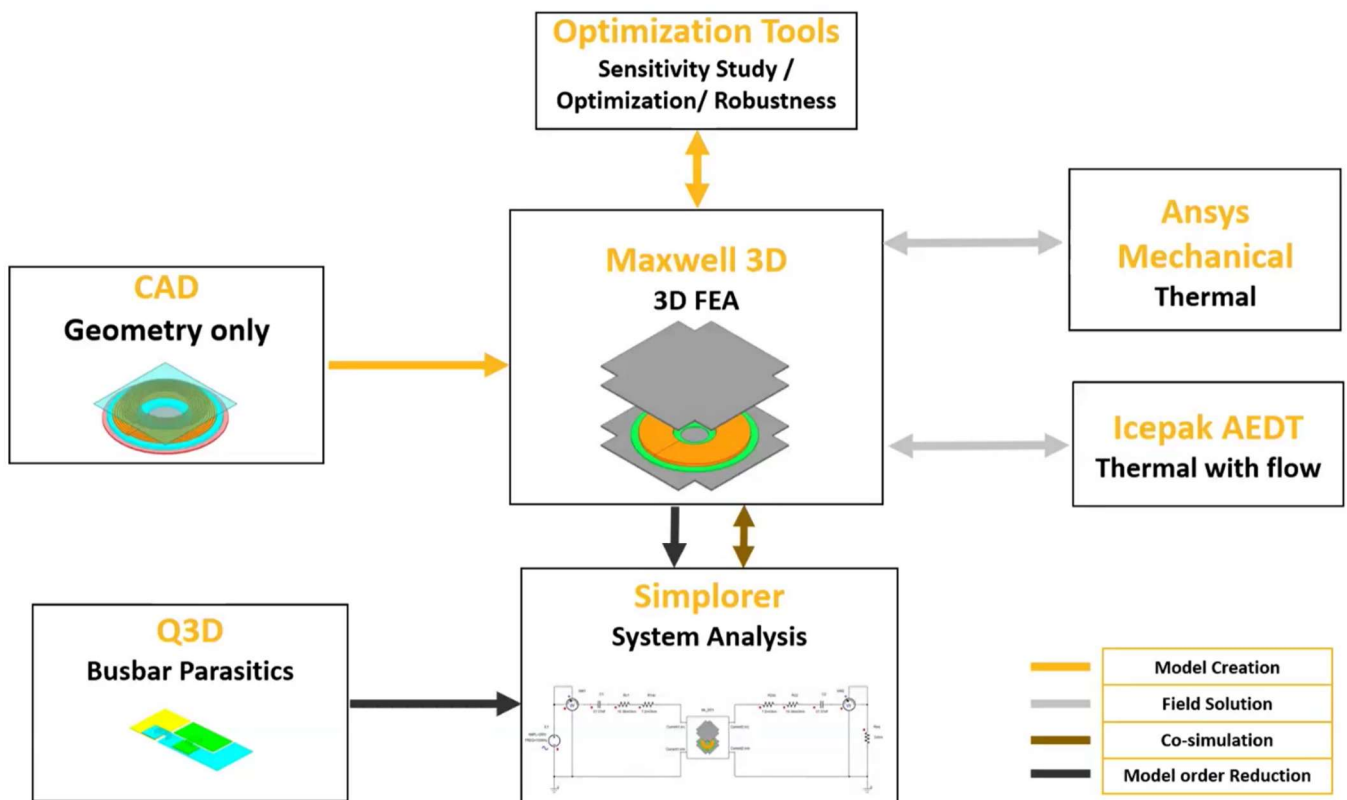 Optimization Tools
Sensitivity Study /
Optimization/ Robustness
Ansys
Mechanical
Thermal
Maxwell 3D
3D FEA
CAD
Geometry only
Icepak AEDT
Thermal with flow
Simplorer
System Analysis
Q3D
Busbar Parasitics
Model Creation
Field Solution
Co-simulation
Model order Reduction